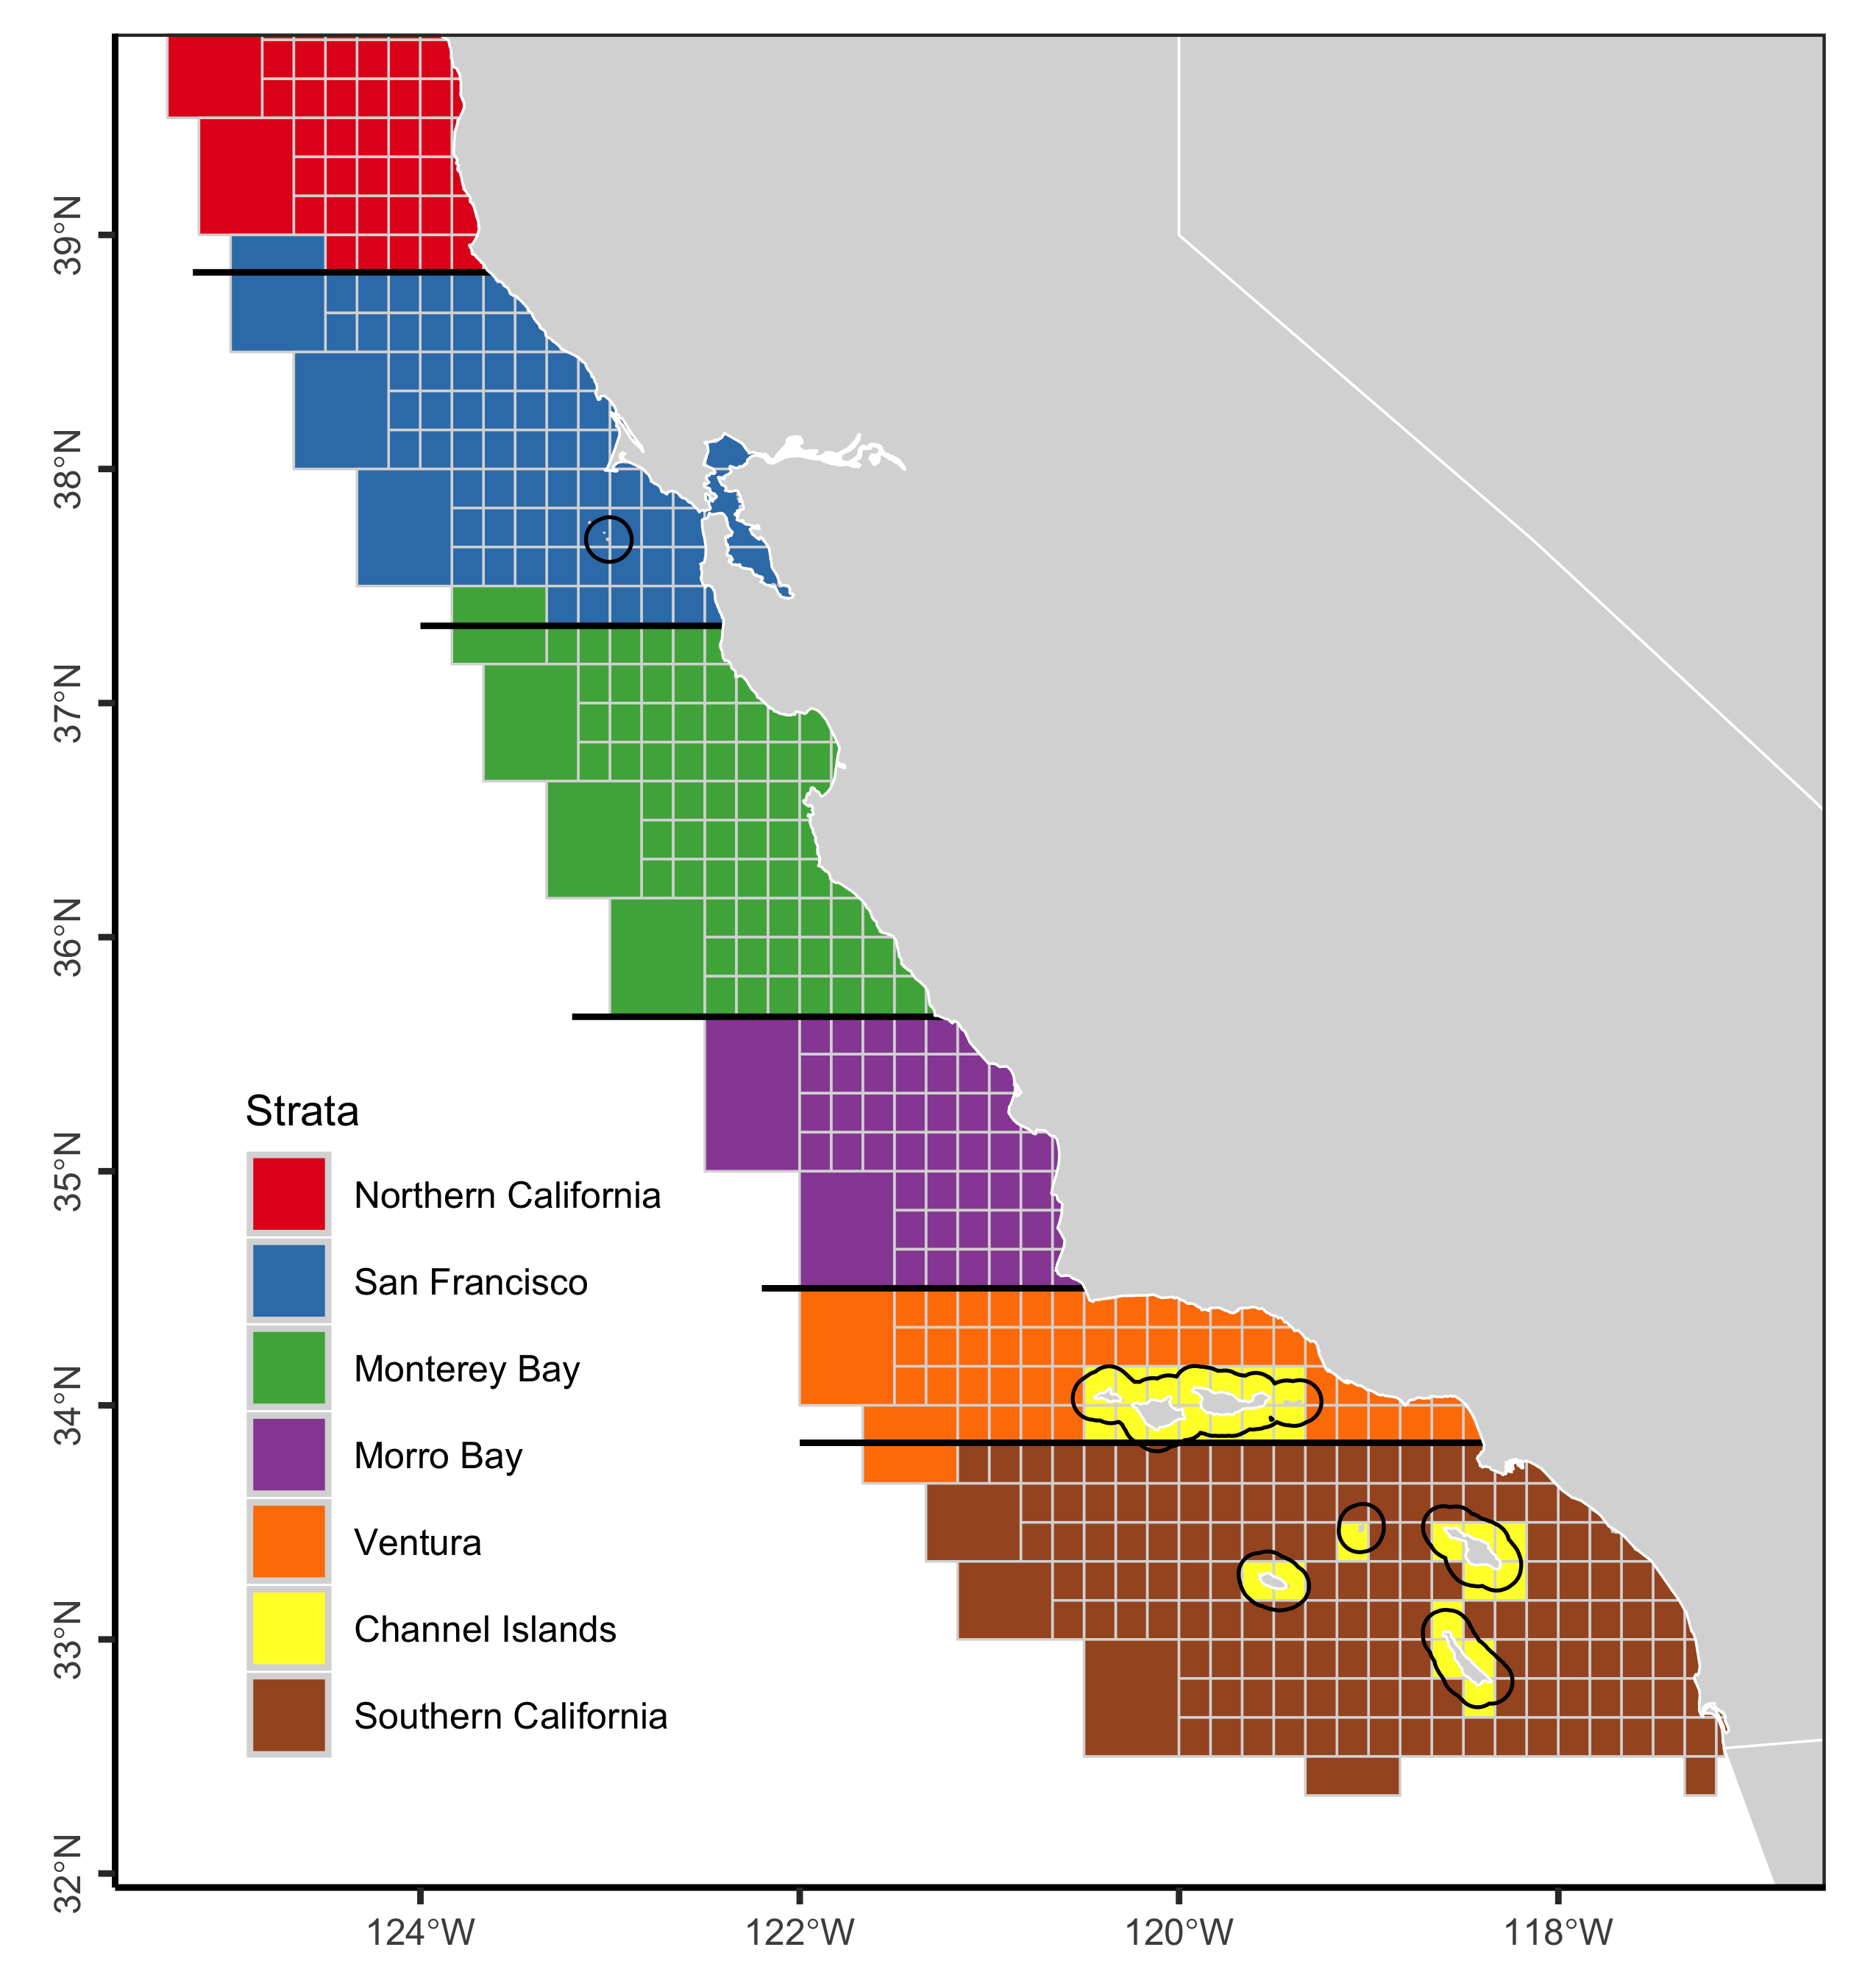 39°N
38°N
37°N
36°N
35°N
34°N
33°N
32°N
Strata
Northern California
San Francisco
Monterey Bay
Morro Bay
Ventura
Channel Islands
Southern California
124°W
122°W
120°W
118°W